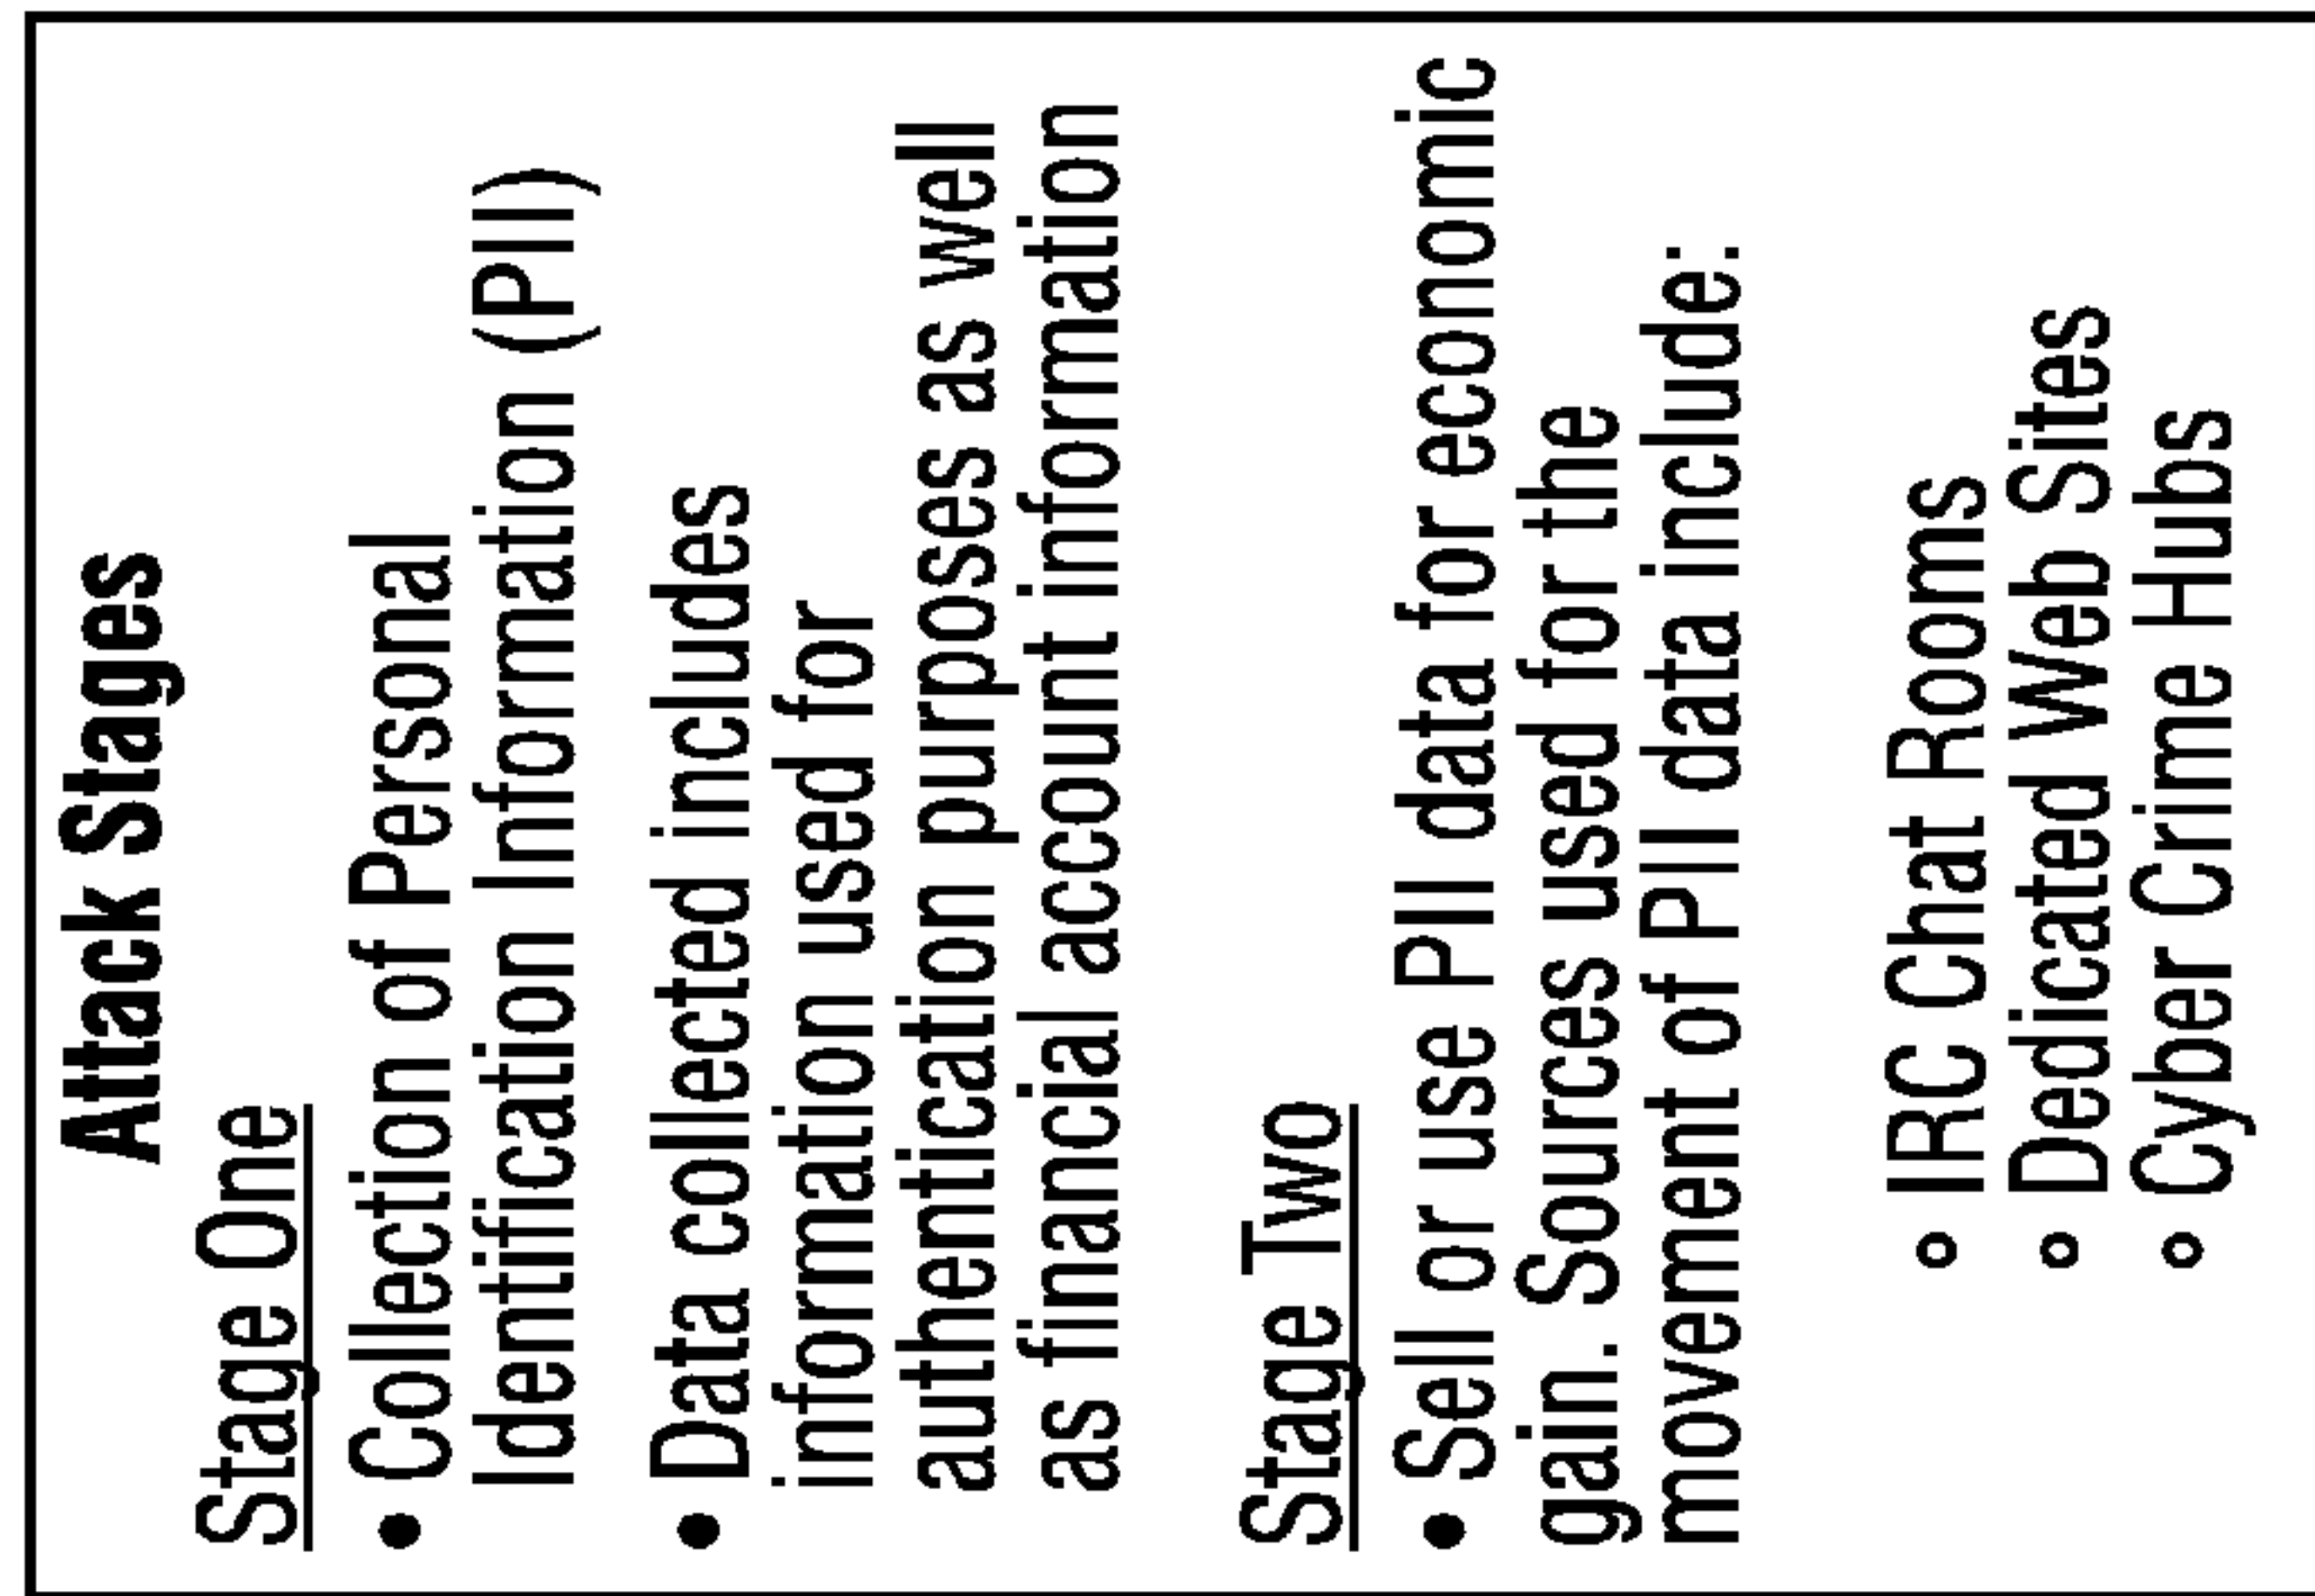 Attack Stages
Stage One
• Collection of Personal
Identification Information (PII)
• Data collected includes
information used for
authentication purposes as well
as financial account information
Stage Two
• Sell or use PII data for economic
gain. Sources used for the
movement of PII data include:
° IRC Chat Rooms
° Dedicated Web Sites
° Cyber Crime Hubs